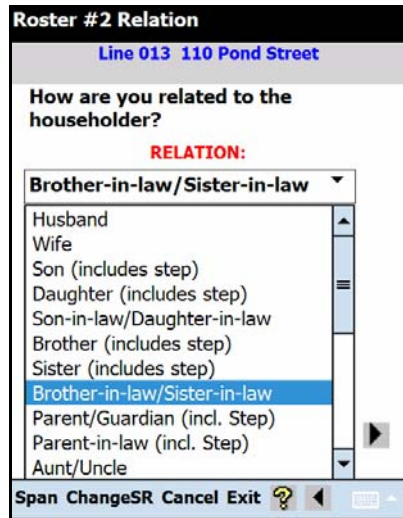 Roster #2 Relation
Line 013 110 Pond Street
How are you related to the
householder?
RELATION:
Brother-in-law/Sister-in-law
Husband
Wife
Son (includes step)
Daughter (includes step)
Son-in-law/Daughter-in-law
Brother (includes step)
Sister (includes step)
Brother-in-law/Sister-in-law
Parent/Guardian (incl. Step)
Parent-in-law (incl. Step)
Aunt/Uncle
Span ChangeSR Cancel Exit ?